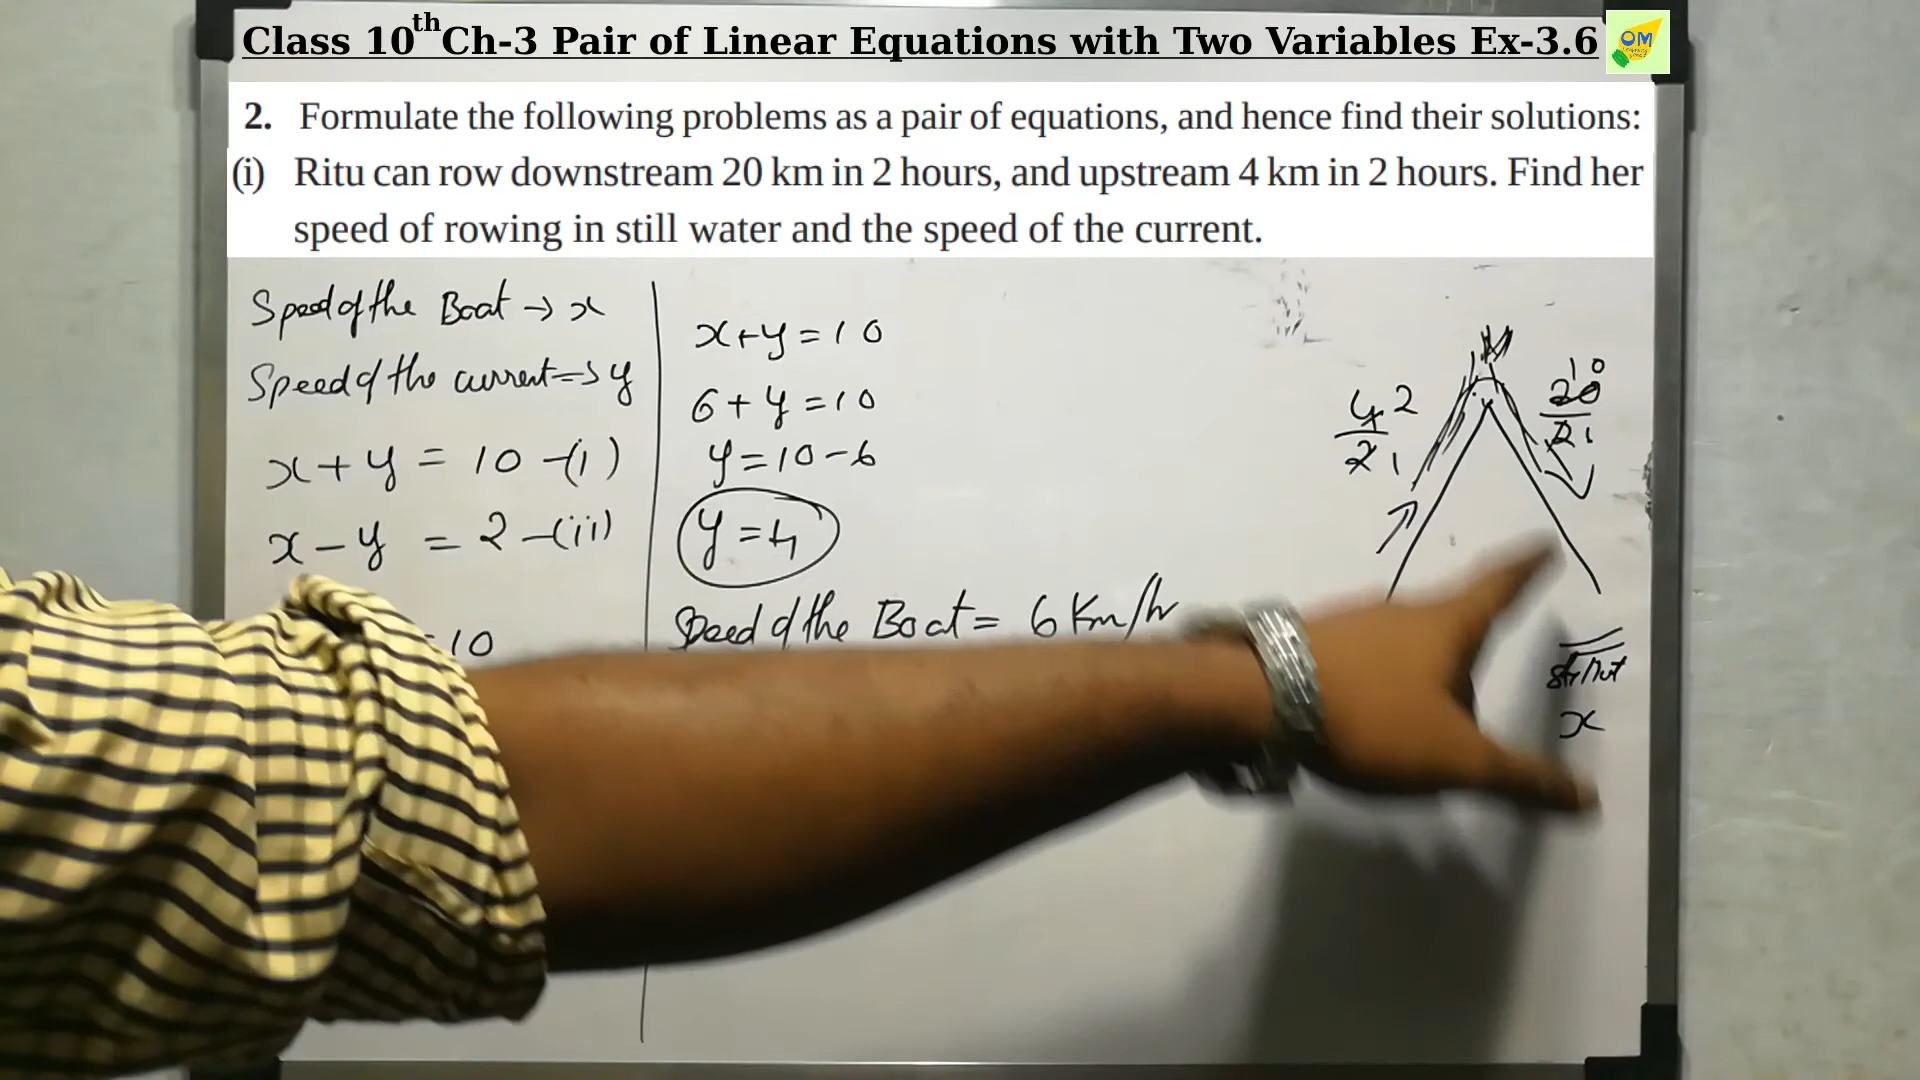 Class 10th Ch-3 Pair of Linear Equations with Two Variables Ex-3.6
OM
2. Formulate the following problems as a pair of equations, and hence find their solutions:
(i) Ritu can row downstream 20 km in 2 hours, and upstream 4 km in 2 hours. Find her
speed of rowing in still water and the speed of the current.
Speed of the Boat → x
Speed of the current => y
x + y = 10 -(i)
x - y = 2 -(ii)
10
x + y = 10
6 + y = 10
y = 10 - 6
y = 4
Speed of the Boat = 6 Km/hr
4 2
2 1
10
20
2 1
x